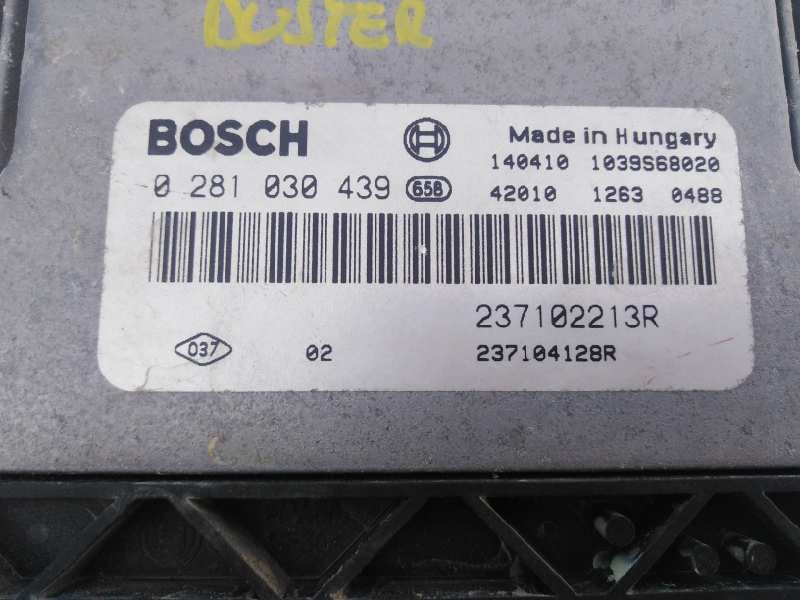 DUSTER
BOSCH
Made in Hungary
140410 1039S68020
0 281 030 439 658
42010 1263 0488
237102213R
037 02 237104128R